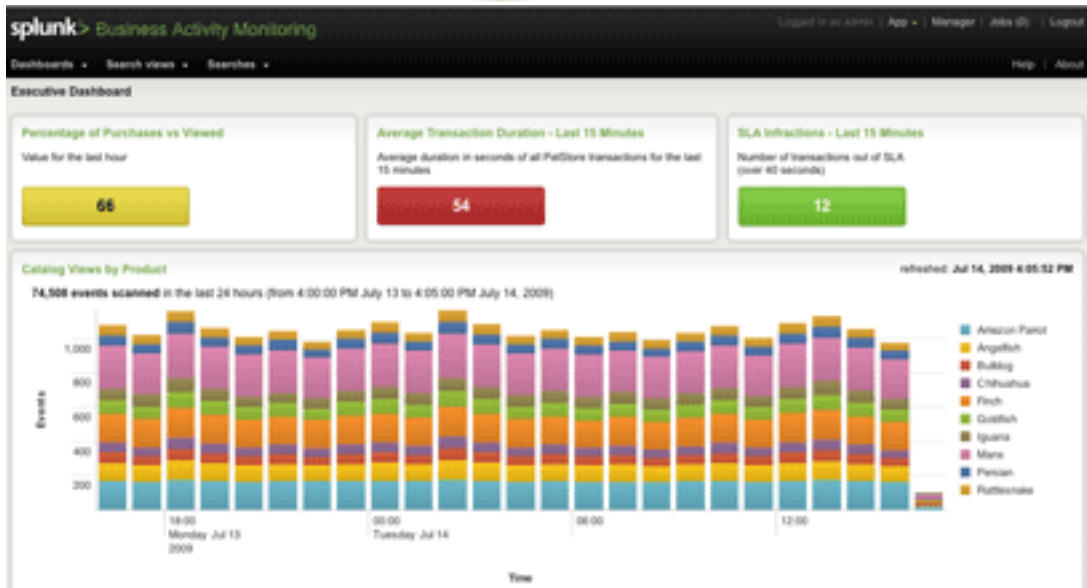 splunk> Business Activity Monitoring
Logged in as admin | App | Manager | Jobs (0) | Logout
Dashboards Search views Searches
Help | About
Executive Dashboard
Percentage of Purchases vs Viewed
Value for the last hour
66
Average Transaction Duration - Last 15 Minutes
Average duration in seconds of all PetStore transactions for the last
15 minutes
54
SLA Infractions - Last 15 Minutes
Number of transactions out of SLA
(over 40 seconds)
12
Catalog Views by Product
refreshed: Jul 14, 2009 4:05:52 PM
74,508 events scanned in the last 24 hours (from 4:00:00 PM July 13 to 4:05:00 PM July 14, 2009)
Events
1,000
800
600
400
200
Amazon Parrot
Angelfish
Bulldog
Chihuahua
Finch
Goldfish
Iguana
Manx
Persian
Rattlesnake
18:00
Monday Jul 13
2009
00:00
Tuesday Jul 14
06:00
12:00
Time